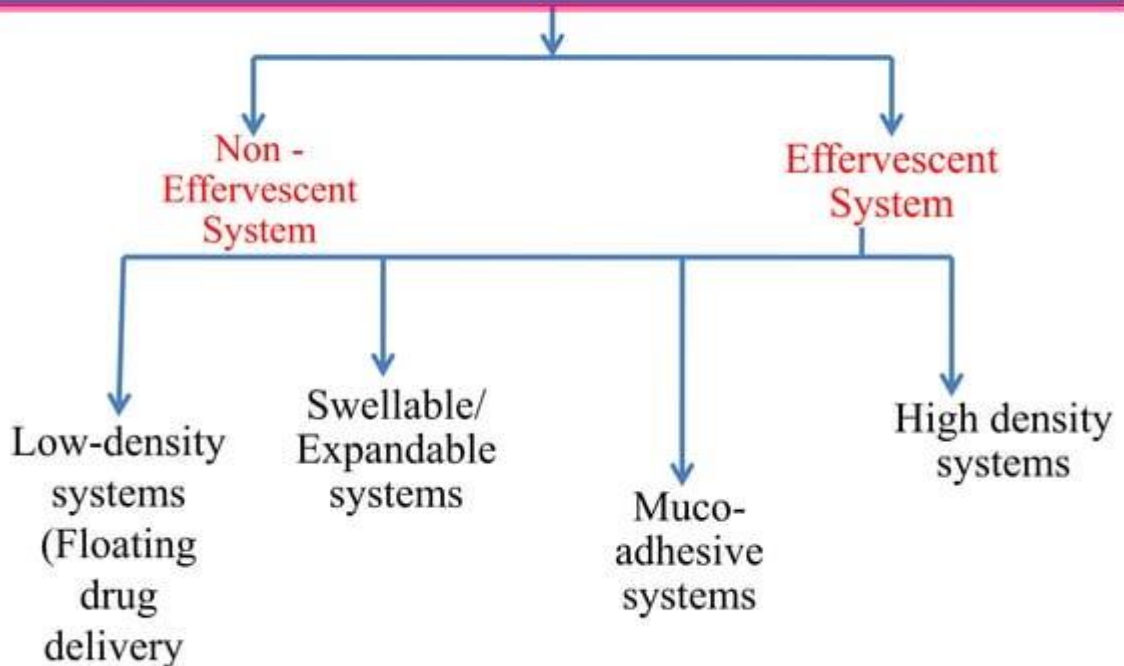 Non -
Effervescent
System
Effervescent
System
Low-density
systems
(Floating
drug
delivery
Swellable/
Expandable
systems
Muco-
adhesive
systems
High density
systems